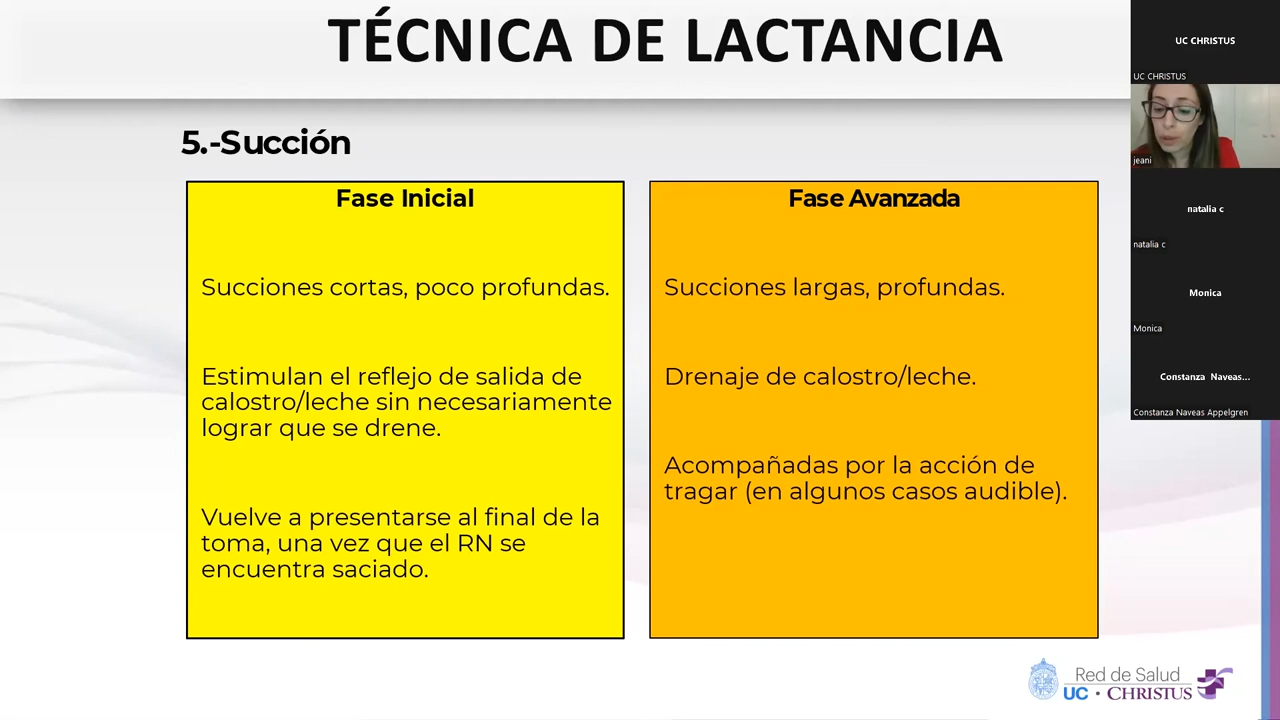 TÉCNICA DE LACTANCIA
5.-Succión
Fase Inicial
Succiones cortas, poco profundas.
Estimulan el reflejo de salida de
calostro/leche sin necesariamente
lograr que se drene.
Vuelve a presentarse al final de la
toma, una vez que el RN se
encuentra saciado.
Fase Avanzada
Succiones largas, profundas.
Drenaje de calostro/leche.
Acompañadas por la acción de
tragar (en algunos casos audible).
UC CHRISTUS
UC CHRISTUS
jeani
natalia c
natalia c
Monica
Monica
Constanza Naveas...
Constanza Naveas Appelgren
Red de Salud
UC · CHRISTUS